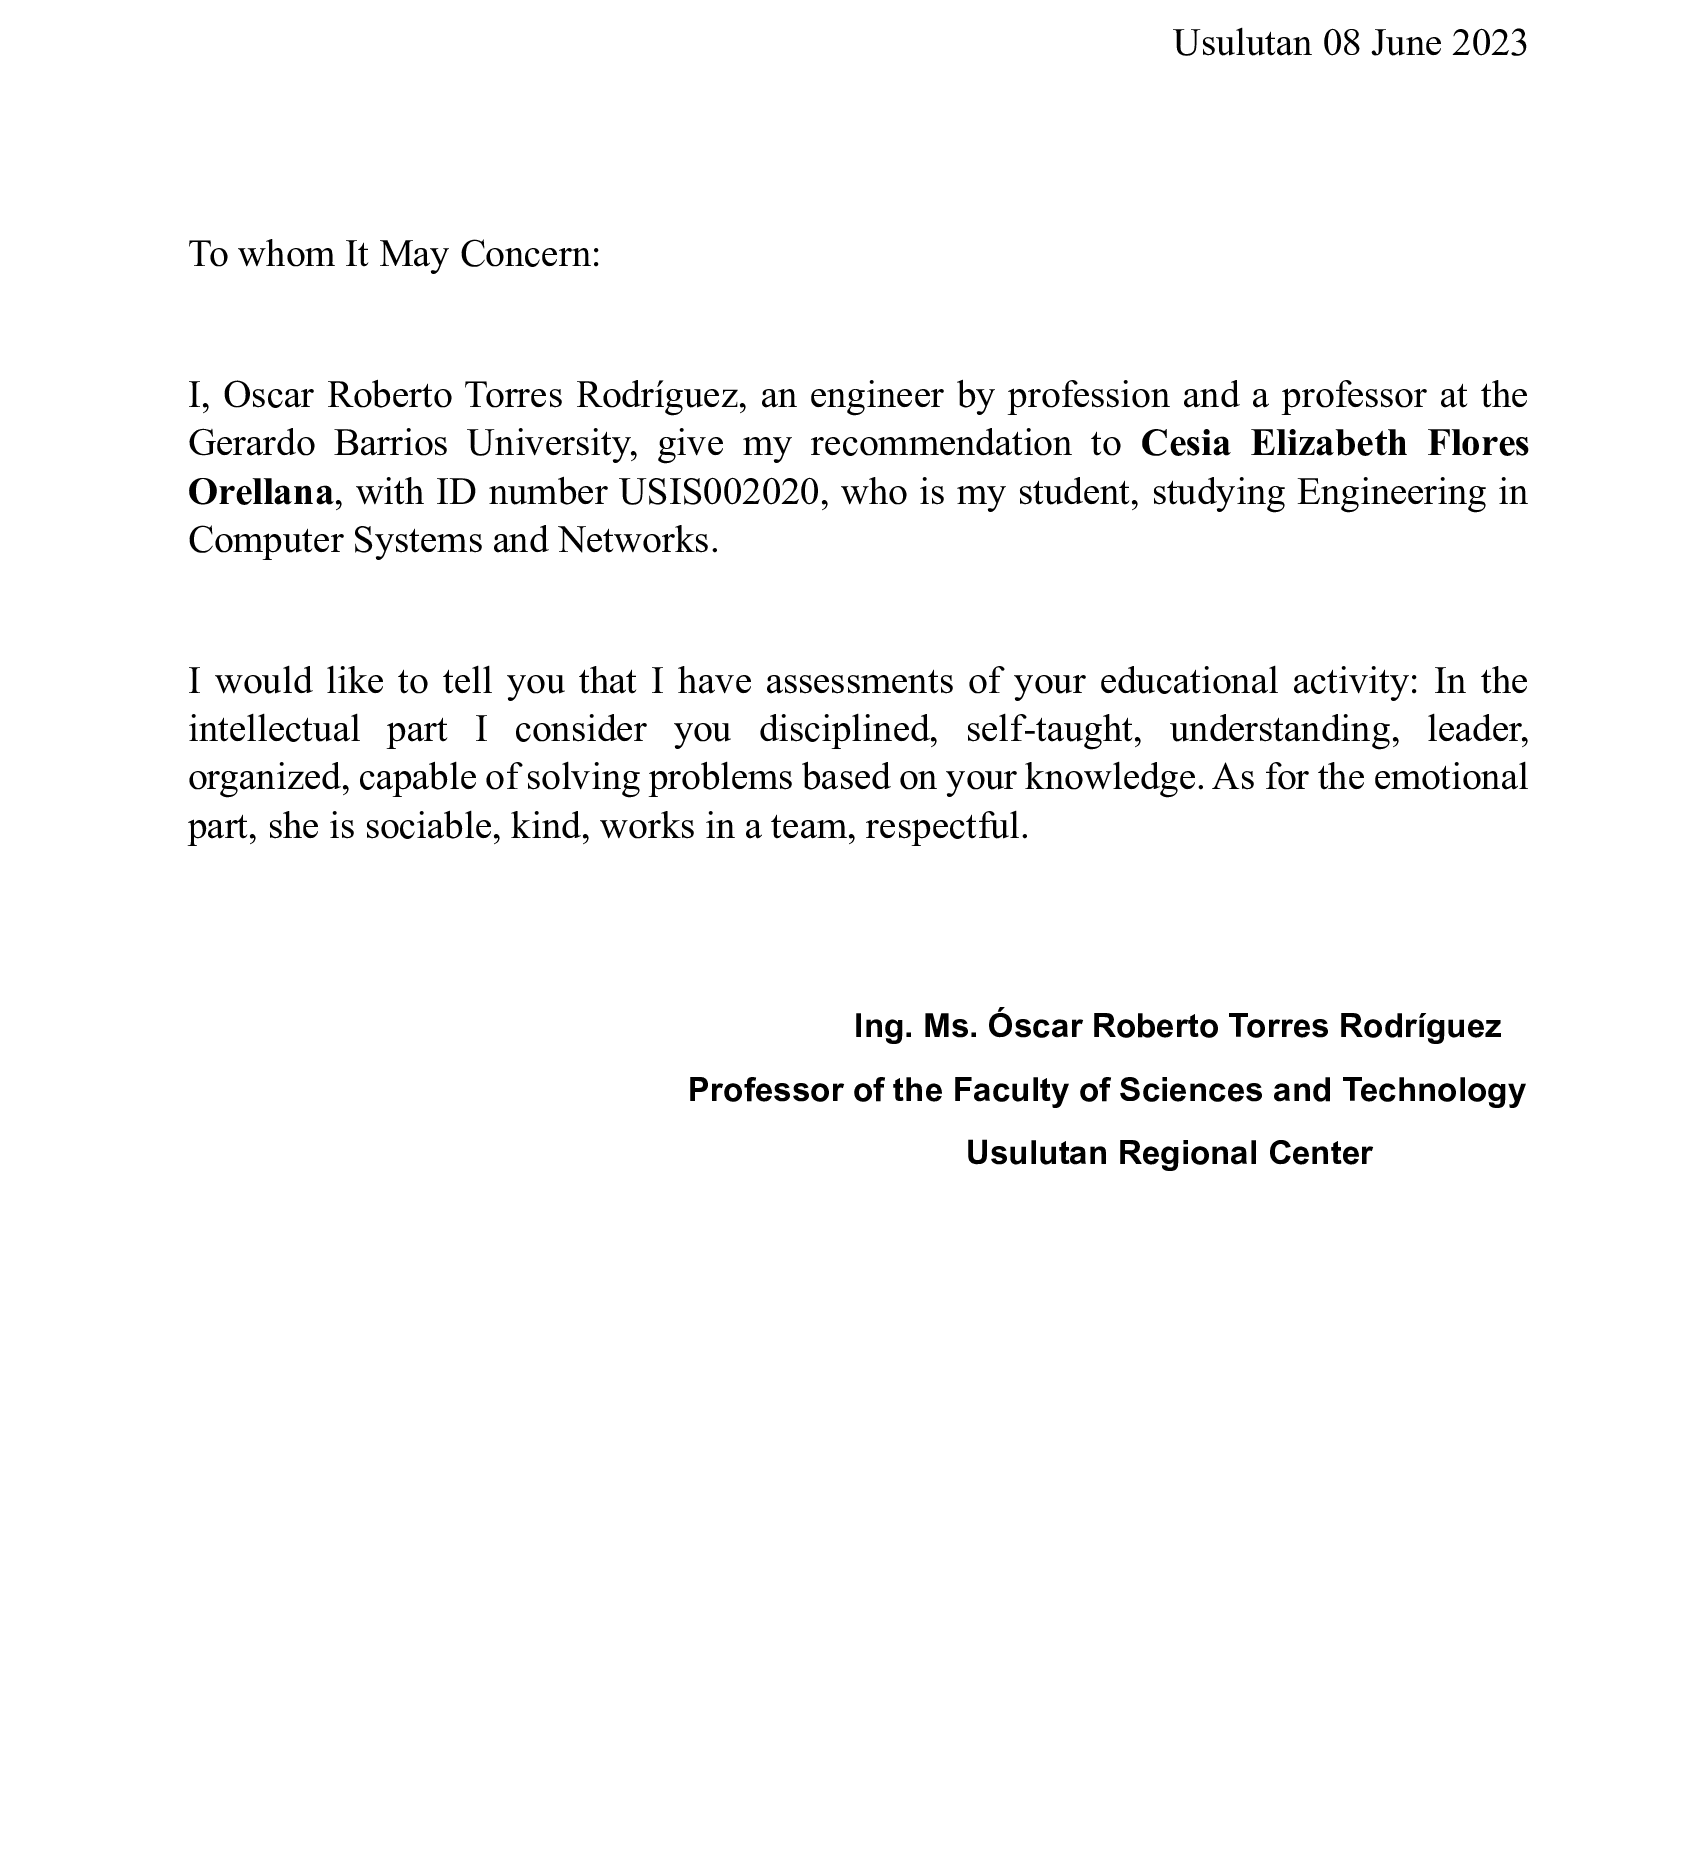 Usulutan 08 June 2023
To whom It May Concern:
I, Oscar Roberto Torres Rodríguez, an engineer by profession and a professor at the
Gerardo Barrios University, give my recommendation to Cesia Elizabeth Flores
Orellana, with ID number USIS002020, who is my student, studying Engineering in
Computer Systems and Networks.
I would like to tell you that I have assessments of your educational activity: In the
intellectual part I consider you disciplined, self-taught, understanding, leader,
organized, capable of solving problems based on your knowledge. As for the emotional
part, she is sociable, kind, works in a team, respectful.
Ing. Ms. Óscar Roberto Torres Rodríguez
Professor of the Faculty of Sciences and Technology
Usulutan Regional Center